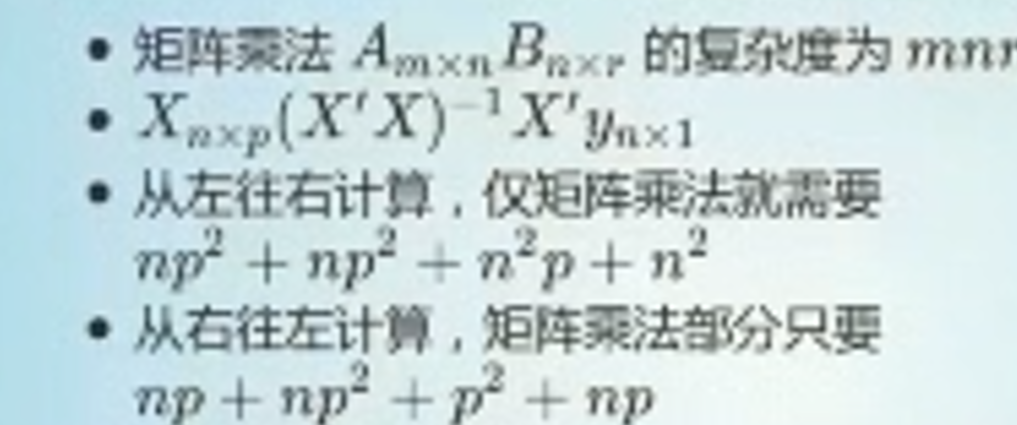 • 矩阵乘法 $A_{m\times n}B_{n\times r}$ 的复杂度为 $mnr$
• $X_{n\times p}(X'X)^{-1}X'y_{n\times 1}$
• 从左往右计算，仅矩阵乘法就需要
$np^2 + np^2 + n^2p + n^2$
• 从右往左计算，矩阵乘法部分只要
$np + np^2 + p^2 + np$